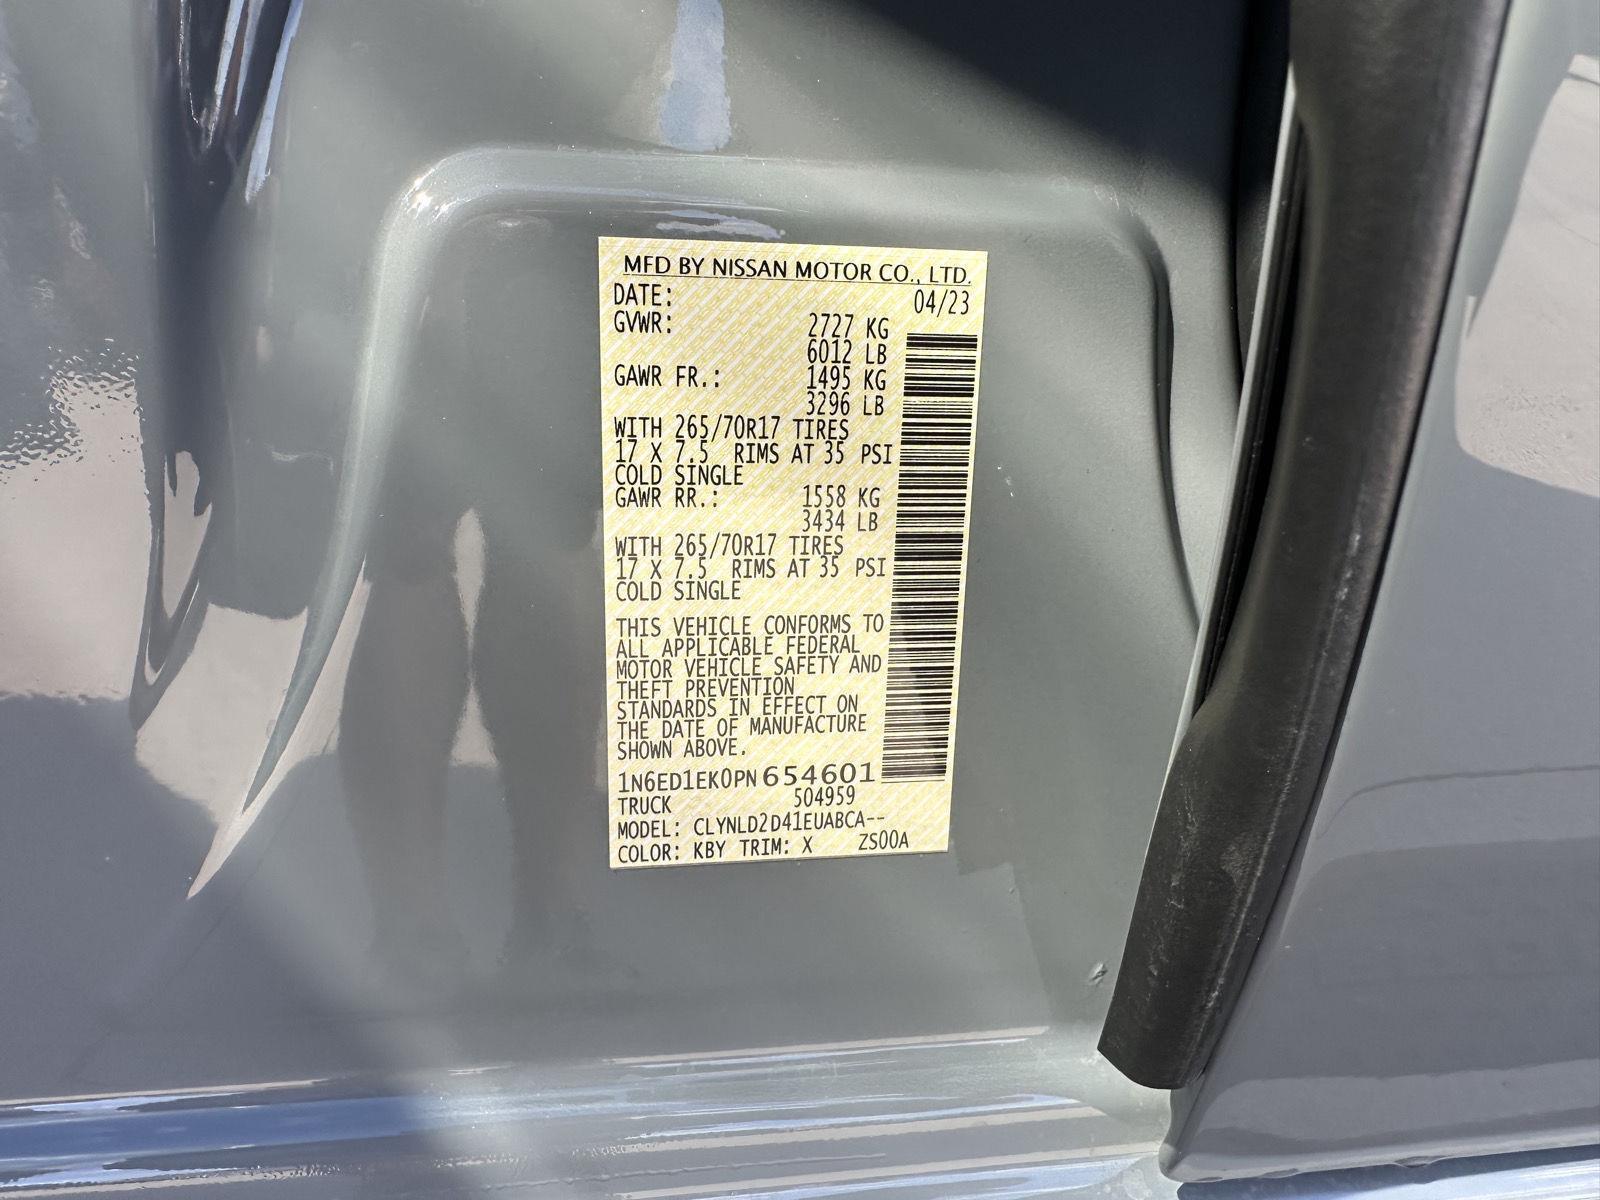 MFD BY NISSAN MOTOR CO., LTD.
DATE: 04/23
GVWR: 2727 KG
6012 LB
GAWR FR.: 1495 KG
3296 LB
WITH 265/70R17 TIRES
17 X 7.5 RIMS AT 35 PSI
COLD SINGLE
GAWR RR.: 1558 KG
3434 LB
WITH 265/70R17 TIRES
17 X 7.5 RIMS AT 35 PSI
COLD SINGLE
THIS VEHICLE CONFORMS TO
ALL APPLICABLE FEDERAL
MOTOR VEHICLE SAFETY AND
THEFT PREVENTION
STANDARDS IN EFFECT ON
THE DATE OF MANUFACTURE
SHOWN ABOVE.
1N6ED1EK0PN654601
TRUCK 504959
MODEL: CLYNLD2D41EUABCA--
COLOR: KBY TRIM: X ZS00A